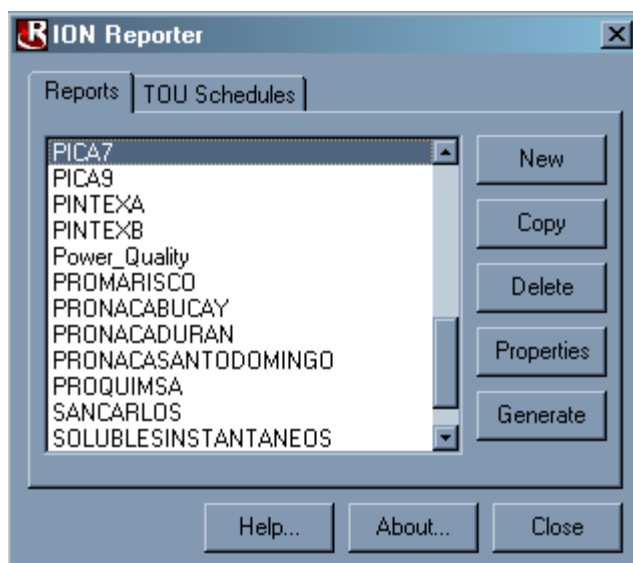 ION Reporter
Reports TOU Schedules
PICA7
PICA9
PINTEXA
PINTEXB
Power_Quality
PROMARISCO
PRONACABUCAY
PRONACADURAN
PRONACASANTODOMINGO
PROQUIMSA
SANCARLOS
SOLUBLESINSTANTANEOS
New
Copy
Delete
Properties
Generate
Help... About... Close